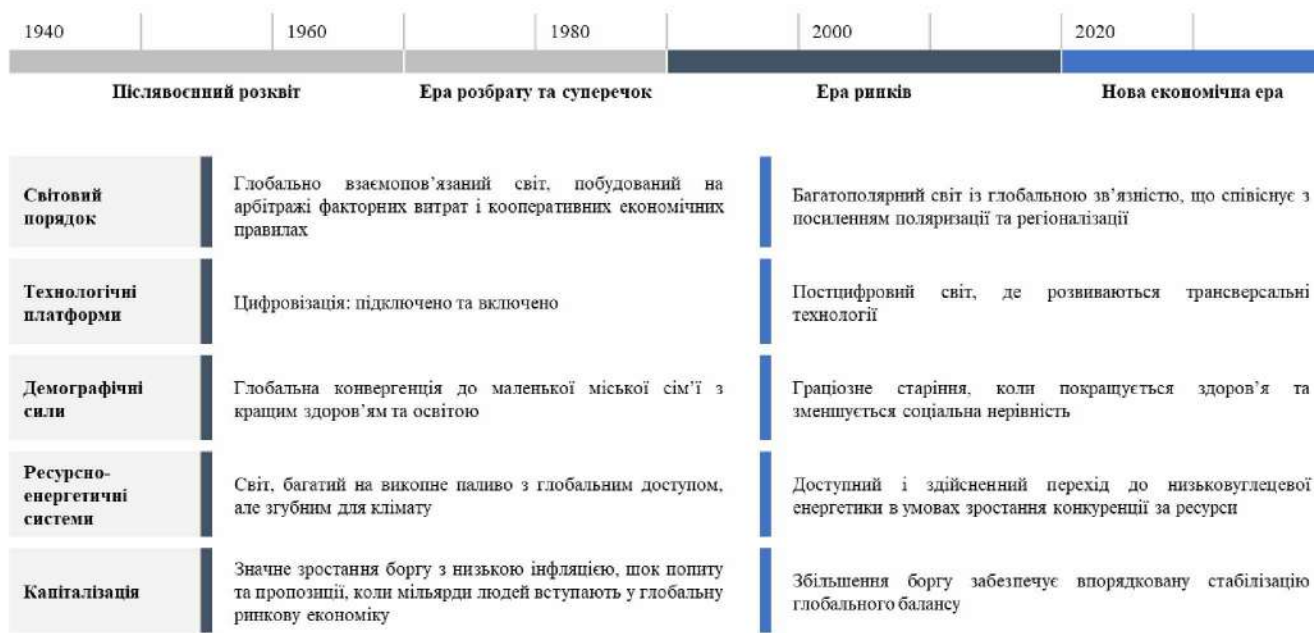 1940 1960 1980 2000 2020
Післявоєнний розквіт Ера розбрату та суперечок Ера ринків Нова економічна ера
Світовий
порядок
Глобально взаємопов’язаний світ, побудований на
арбітражі факторних витрат і кооперативних економічних
правилах
Багатополярний світ із глобальною зв’язністю, що співіснує з
посиленням поляризації та регіоналізації
Технологічні
платформи
Цифровізація: підключено та включено
Постцифровий світ, де розвиваються трансверсальні
технології
Демографічні
сили
Глобальна конвергенція до маленької міської сім’ї з
кращим здоров’ям та освітою
Граціозне старіння, коли покращується здоров’я та
зменшується соціальна нерівність
Ресурсно-
енергетичні
системи
Світ, багатий на викопне паливо з глобальним доступом,
але згубним для клімату
Доступний і здійсненний перехід до низьковуглецевої
енергетики в умовах зростання конкуренції за ресурси
Капіталізація
Значне зростання боргу з низькою інфляцією, шок попиту
та пропозиції, коли мільярди людей вступають у глобальну
ринкову економіку
Збільшення боргу забезпечує впорядковану стабілізацію
глобального балансу